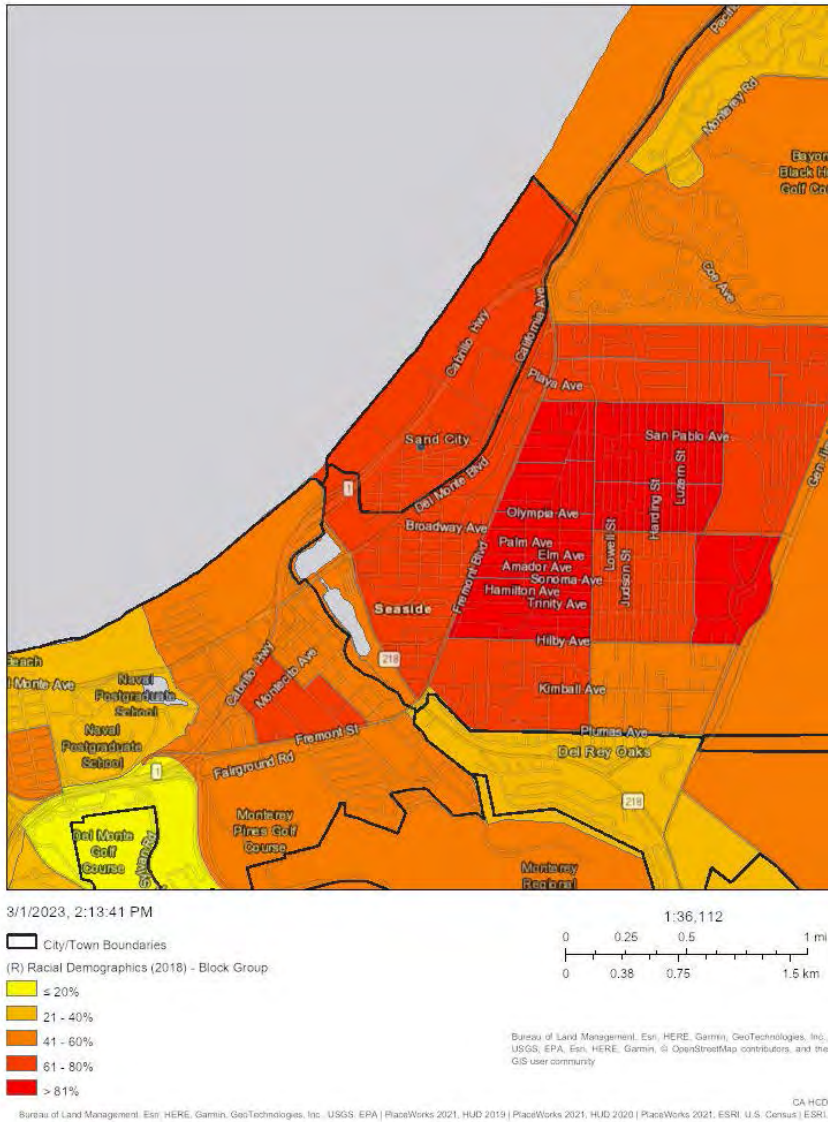 Pacific
Monterey Rd
Bayon
Black H
Golf Co
Coe Ave
Cabrillo Hwy
California Ave
Playa Ave
Sand City
San Pablo Ave
Luzern St
Harding St
Del Monte Blvd
1
Broadway Ave
Olympia Ave
Palm Ave
Elm Ave
Lowell St
Amador Ave
Judson St
Sonoma Ave
Hamilton Ave
Trinity Ave
Fremont Blvd
Seaside
Hilby Ave
218
Kimball Ave
Beach
l Monte Ave
Naval
Postgraduate
School
Cabrillo Hwy
Montecito Ave
Naval
Postgraduate
School
Fremont St
Plumas Ave
Del Rey Oaks
1
Fairground Rd
218
Del Monte
Golf
Course
Sylvan Rd
Monterey
Pines Golf
Course
Monterey
Regional
3/1/2023, 2:13:41 PM
City/Town Boundaries
(R) Racial Demographics (2018) - Block Group
≤ 20%
21 - 40%
41 - 60%
61 - 80%
> 81%
1:36,112
0 0.25 0.5 1 mi
0 0.38 0.75 1.5 km
Bureau of Land Management, Esri, HERE, Garmin, GeoTechnologies, Inc.,
USGS, EPA, Esri, HERE, Garmin, © OpenStreetMap contributors, and the
GIS user community
CA HCD
Bureau of Land Management, Esri, HERE, Garmin, GeoTechnologies, Inc., USGS, EPA | PlaceWorks 2021, HUD 2019 | PlaceWorks 2021, HUD 2020 | PlaceWorks 2021, ESRI, U.S. Census | ESRI,